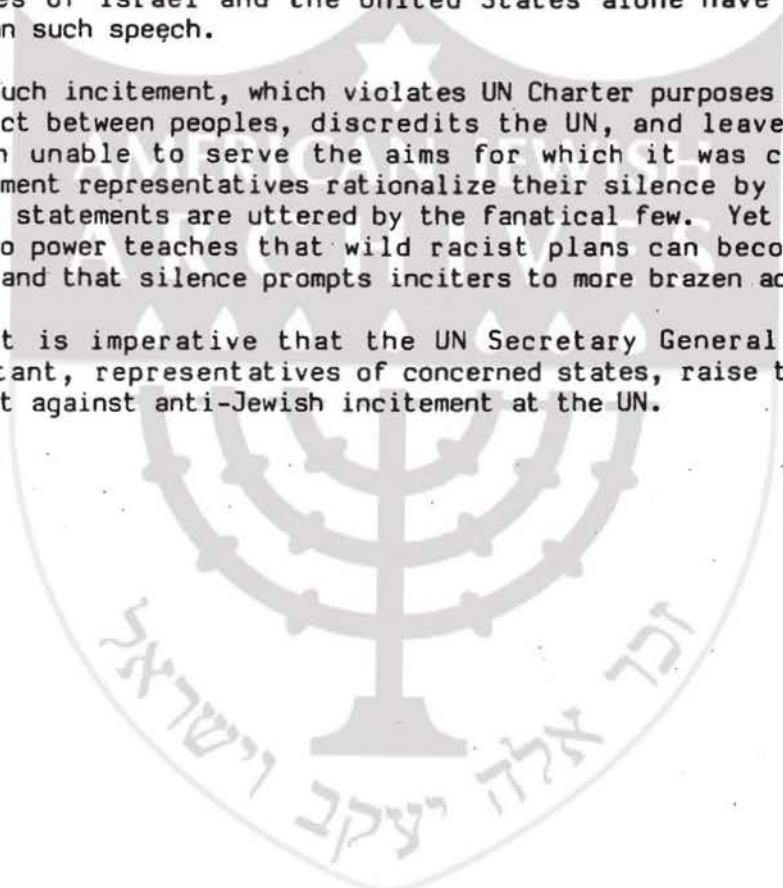 es of Israel and the United States alone have
n such speech.
uch incitement, which violates UN Charter purposes
ct between peoples, discredits the UN, and leave
n unable to serve the aims for which it was c
ment representatives rationalize their silence by
statements are uttered by the fanatical few. Yet
o power teaches that wild racist plans can beco
and that silence prompts inciters to more brazen ac
t is imperative that the UN Secretary General
tant, representatives of concerned states, raise t
t against anti-Jewish incitement at the UN.
AMERICAN JEWISH
ARCHIVES
זכר אלה יעקב וישראל